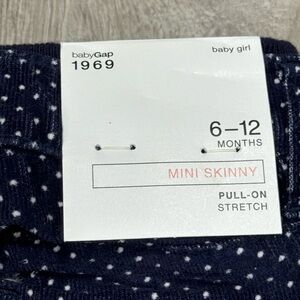 babyGap
1969
baby girl
6–12
MONTHS
MINI SKINNY
PULL-ON
STRETCH